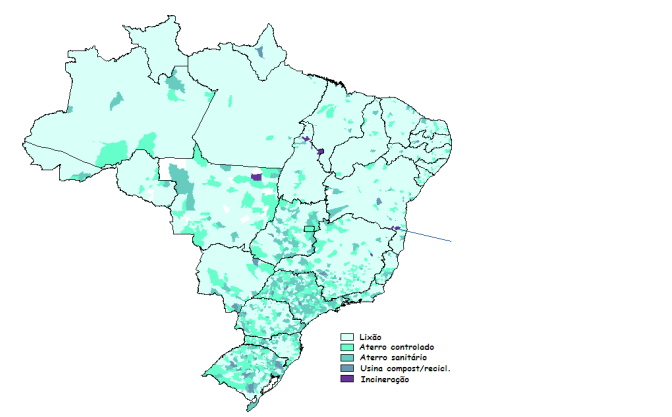 Lixão
Aterro controlado
Aterro sanitário
Usina compost/recicl.
Incineração